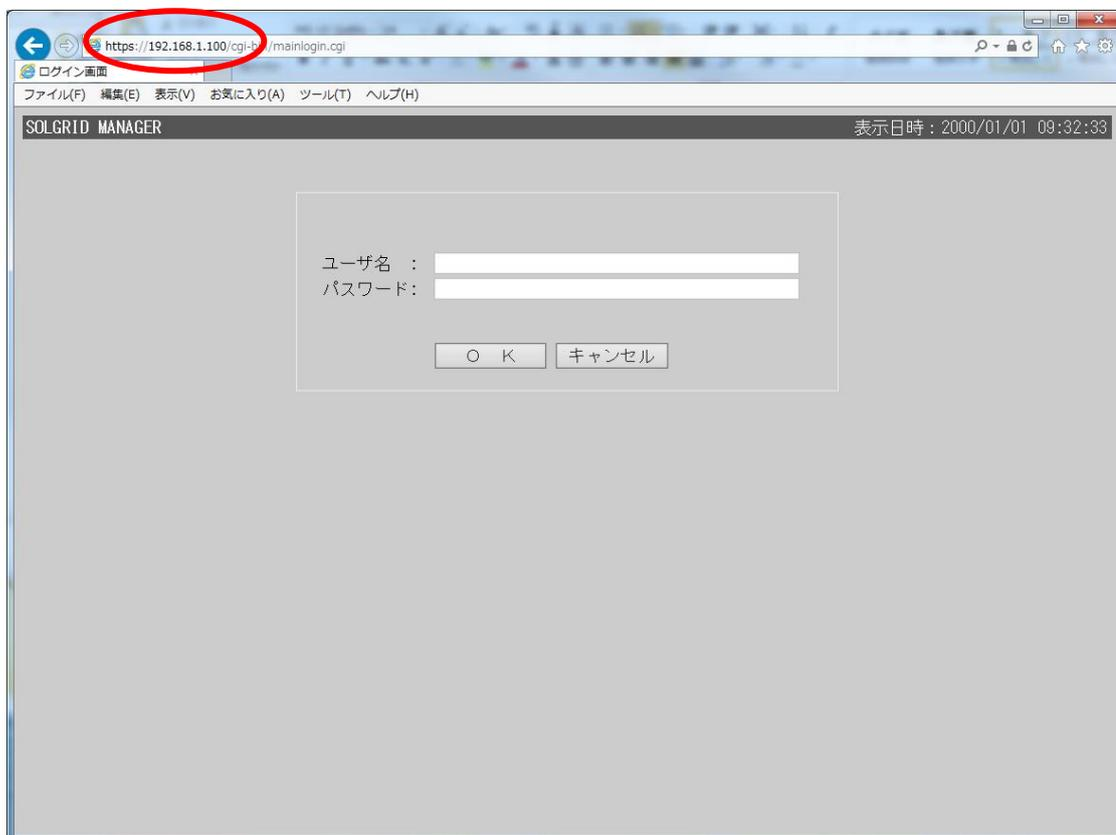 https://192.168.1.100/cgi-b/mainlogin.cgi
ログイン画面
ファイル(F) 編集(E) 表示(V) お気に入り(A) ツール(T) ヘルプ(H)
SOLGRID MANAGER 表示日時：2000/01/01 09:32:33
ユーザ名 ：
パスワード：
Ｏ Ｋ キャンセル